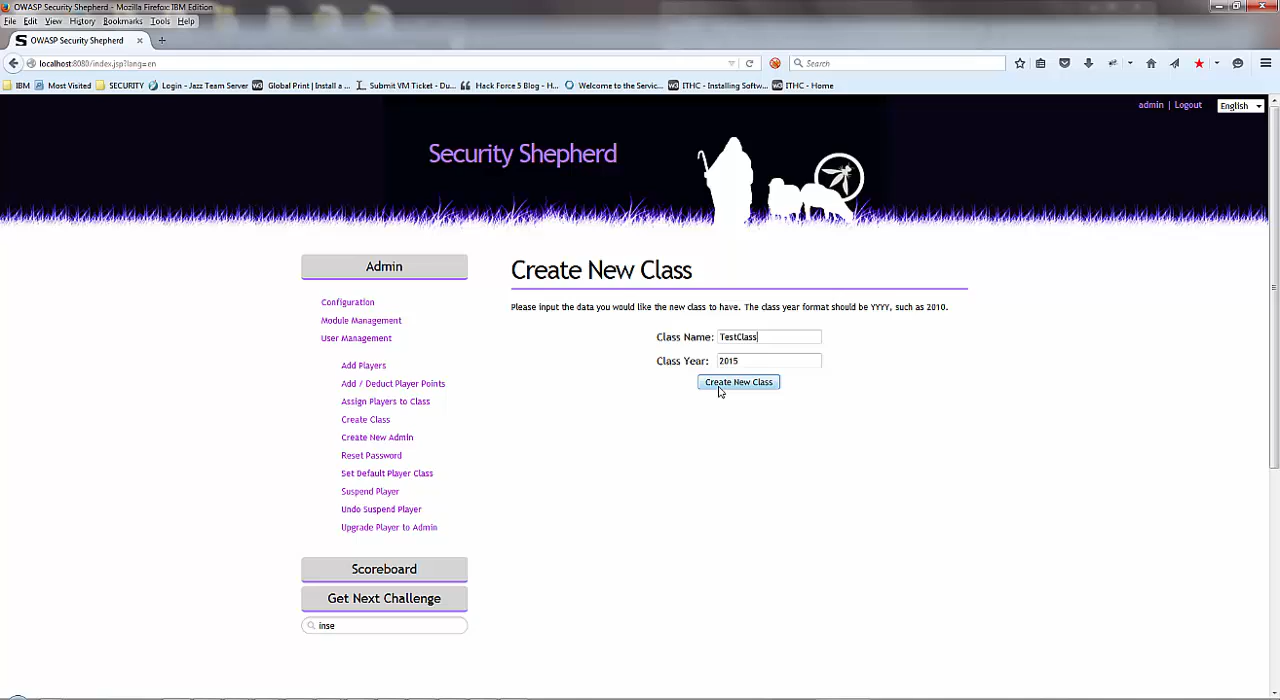 OWASP Security Shepherd - Mozilla Firefox: IBM Edition
File Edit View History Bookmarks Tools Help
S OWASP Security Shepherd × +
localhost:8080/index.jsp?lang=en
Search
IBM Most Visited SECURITY Login - Jazz Team Server Global Print | Install a ... Submit VM Ticket - Du... Hack Force 5 Blog - H... Welcome to the Servic... ITHC - Installing Softw... ITHC - Home
admin | Logout English
Security Shepherd
Admin
Configuration
Module Management
User Management
Add Players
Add / Deduct Player Points
Assign Players to Class
Create Class
Create New Admin
Reset Password
Set Default Player Class
Suspend Player
Undo Suspend Player
Upgrade Player to Admin
Scoreboard
Get Next Challenge
inse
Create New Class
Please input the data you would like the new class to have. The class year format should be YYYY, such as 2010.
Class Name: TestClass
Class Year: 2015
Create New Class